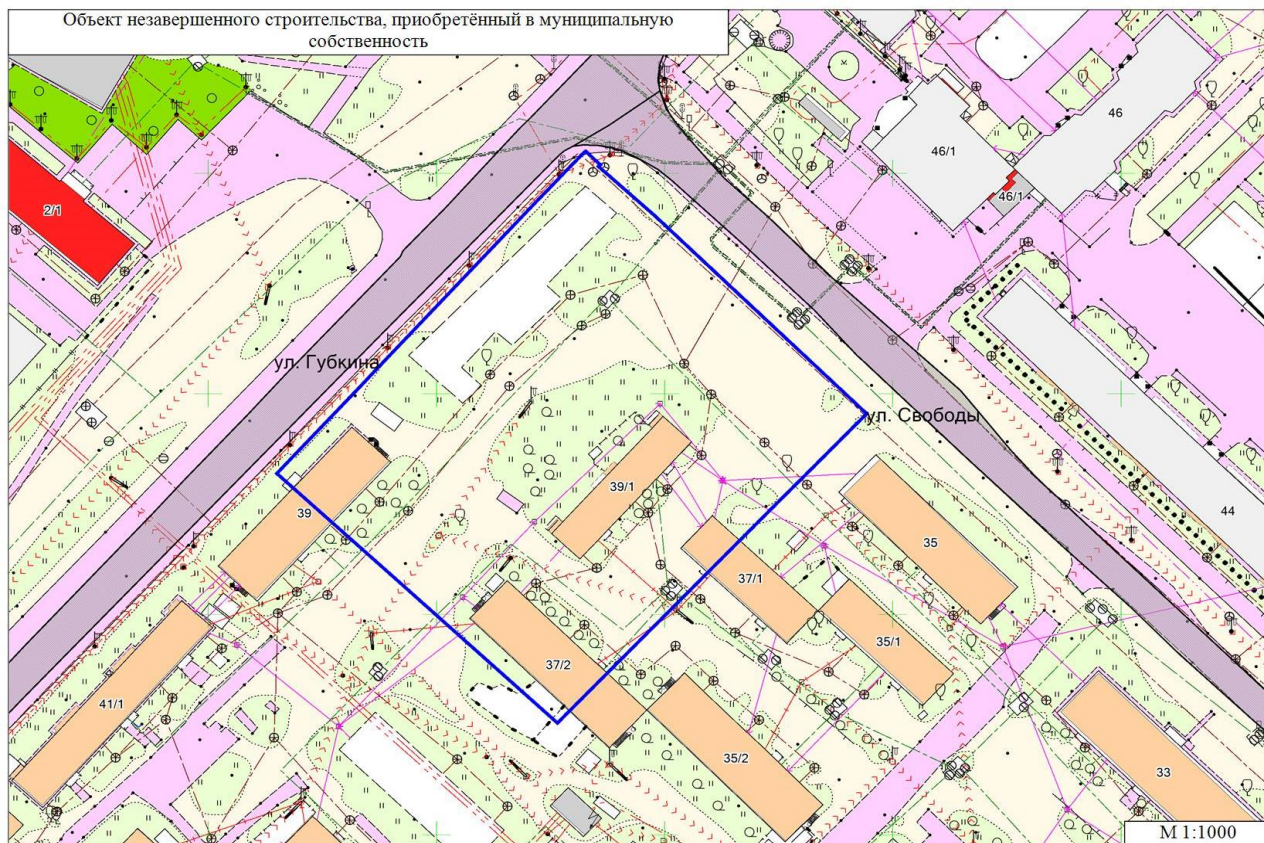 Объект незавершенного строительства, приобретённый в муниципальную
собственность
46
46/1
46/1
2/1
ул. Губкина
ул. Свободы
39/1
39
44
35
37/1
35/1
37/2
41/1
35/2
33
М 1:1000